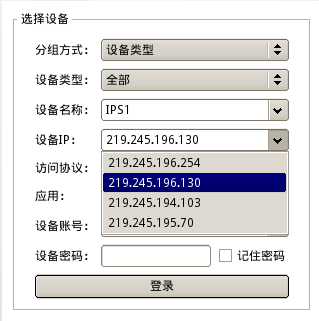 选择设备
分组方式: 设备类型
设备类型: 全部
设备名称: IPS1
设备IP: 219.245.196.130
访问协议: 219.245.196.254
219.245.196.130
应用: 219.245.194.103
设备账号: 219.245.195.70
设备密码: 记住密码
登录